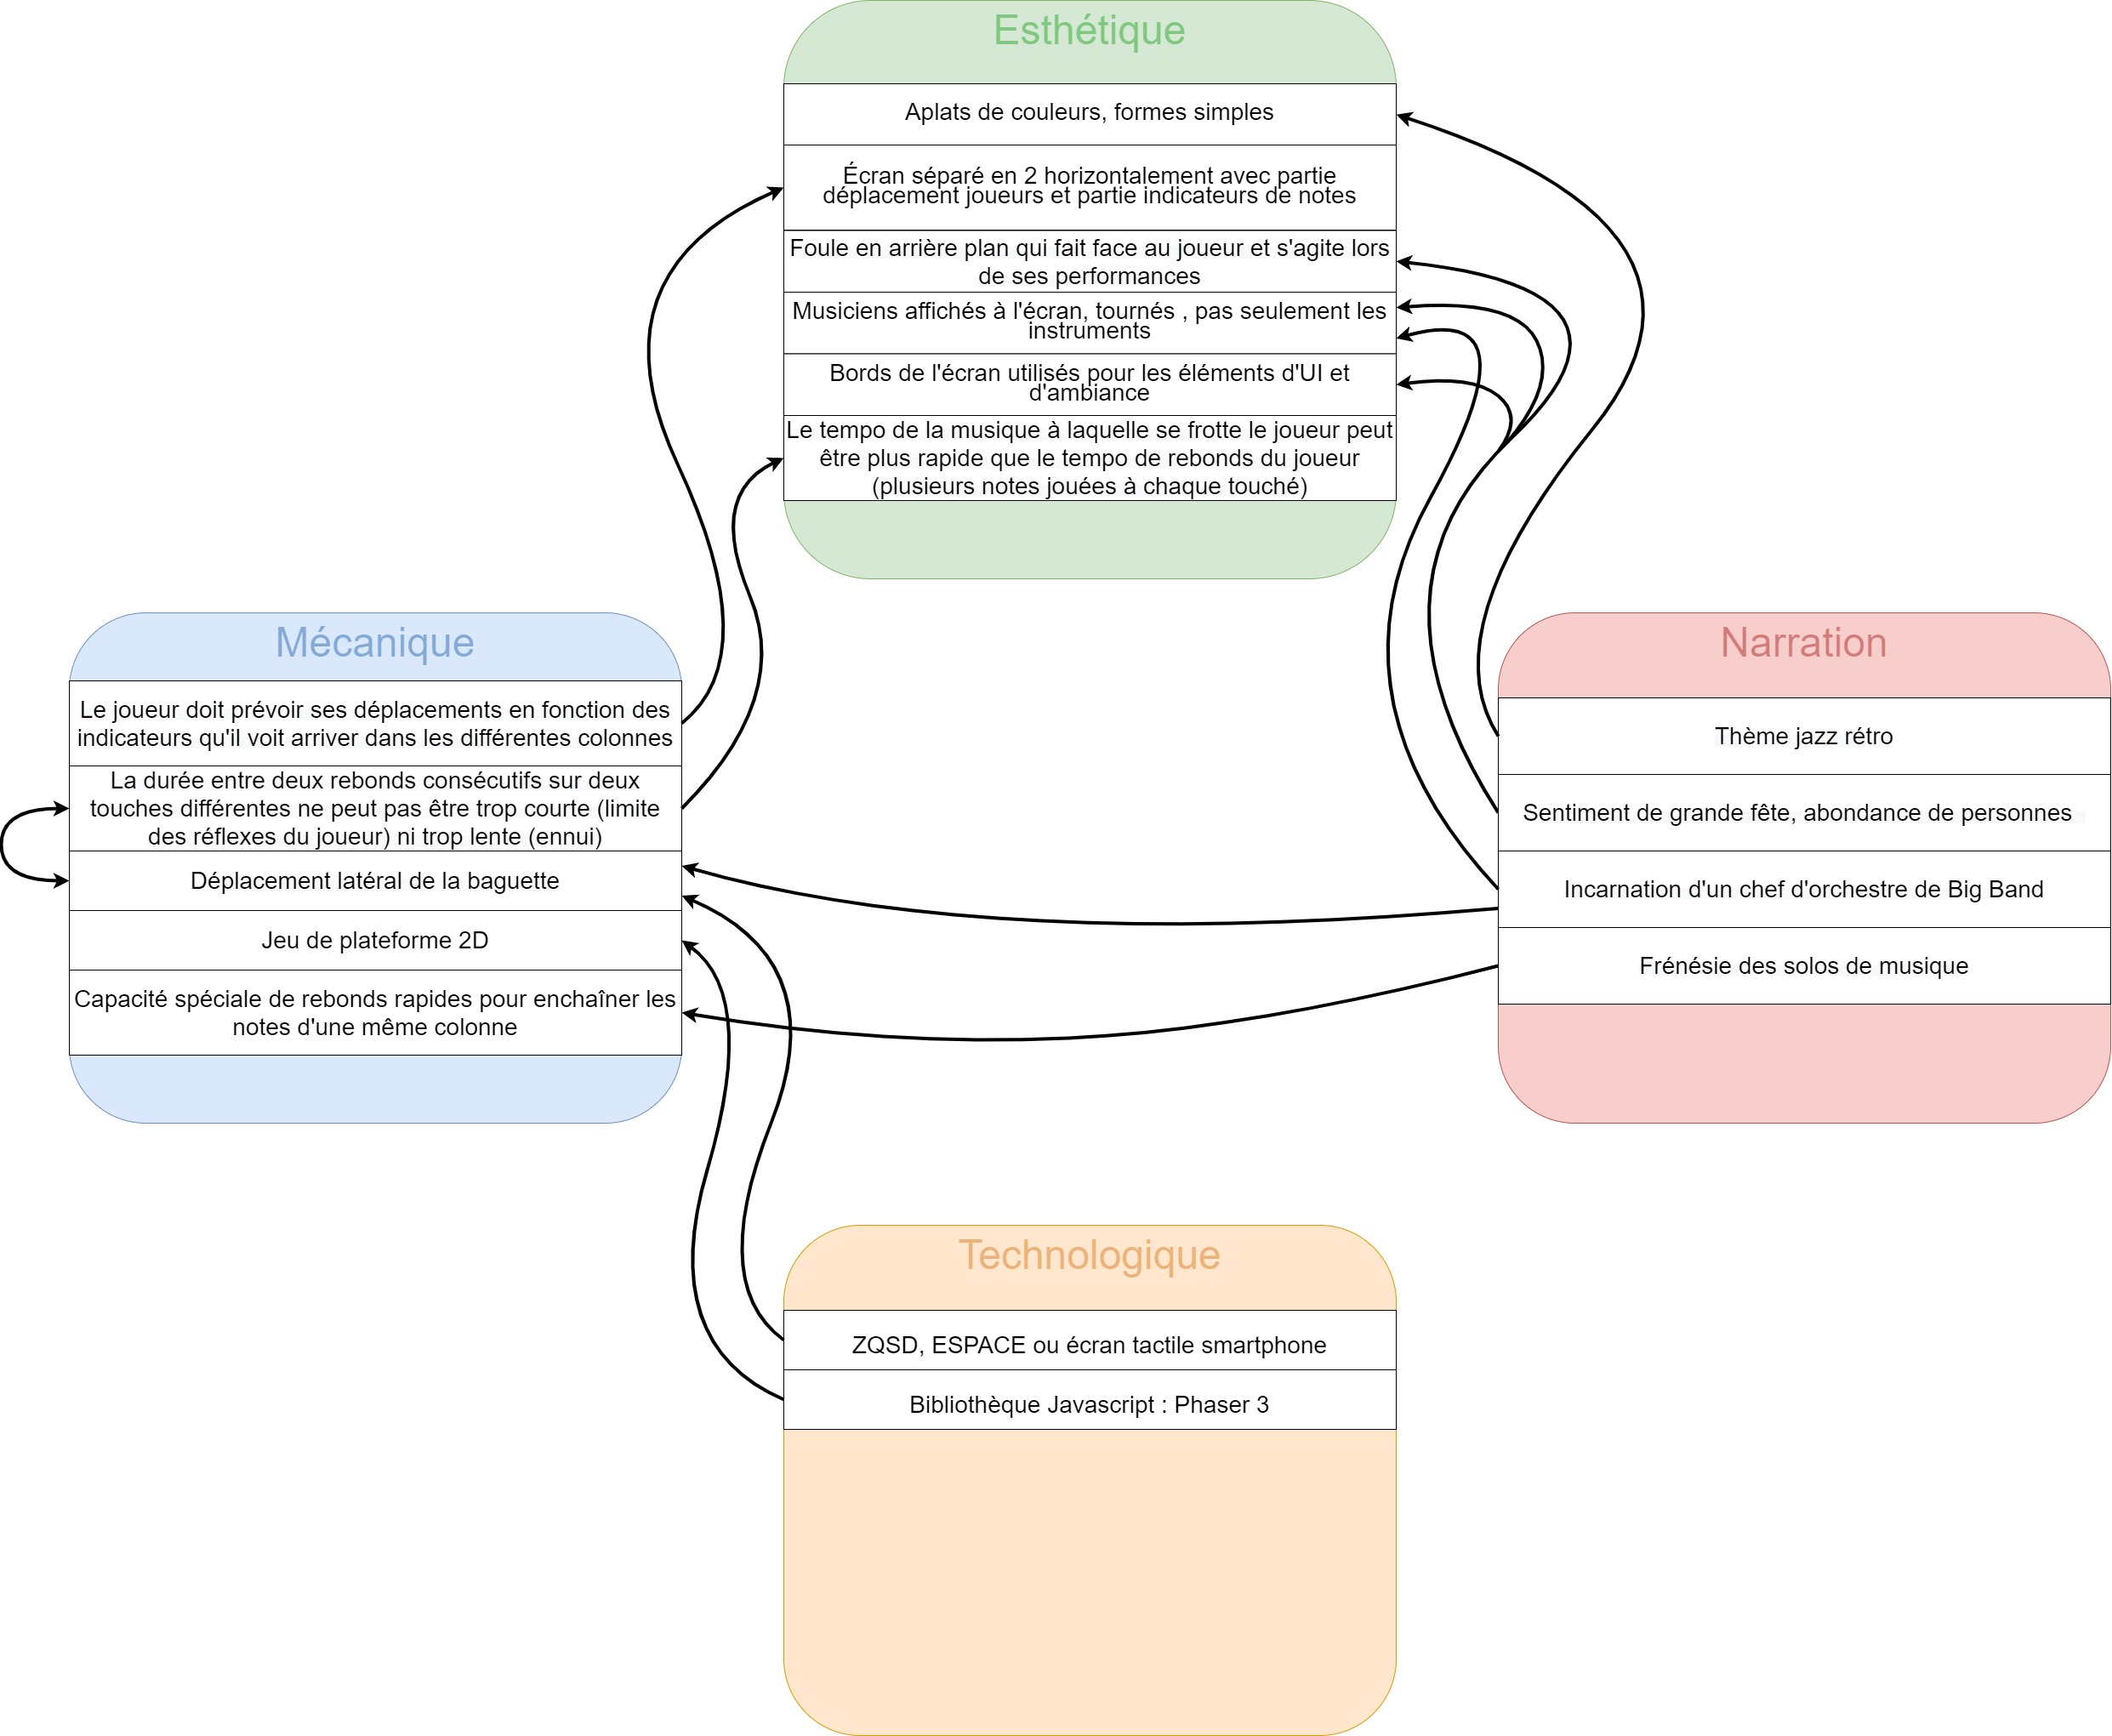 Esthétique
Aplats de couleurs, formes simples
Écran séparé en 2 horizontalement avec partie
déplacement joueurs et partie indicateurs de notes
Foule en arrière plan qui fait face au joueur et s'agite lors
de ses performances
Musiciens affichés à l'écran, tournés , pas seulement les
instruments
Bords de l'écran utilisés pour les éléments d'UI et
d'ambiance
Le tempo de la musique à laquelle se frotte le joueur peut
être plus rapide que le tempo de rebonds du joueur
(plusieurs notes jouées à chaque touché)
Mécanique
Le joueur doit prévoir ses déplacements en fonction des
indicateurs qu'il voit arriver dans les différentes colonnes
La durée entre deux rebonds consécutifs sur deux
touches différentes ne peut pas être trop courte (limite
des réflexes du joueur) ni trop lente (ennui)
Déplacement latéral de la baguette
Jeu de plateforme 2D
Capacité spéciale de rebonds rapides pour enchaîner les
notes d'une même colonne
Narration
Thème jazz rétro
Sentiment de grande fête, abondance de personnes
Incarnation d'un chef d'orchestre de Big Band
Frénésie des solos de musique
Technologique
ZQSD, ESPACE ou écran tactile smartphone
Bibliothèque Javascript : Phaser 3